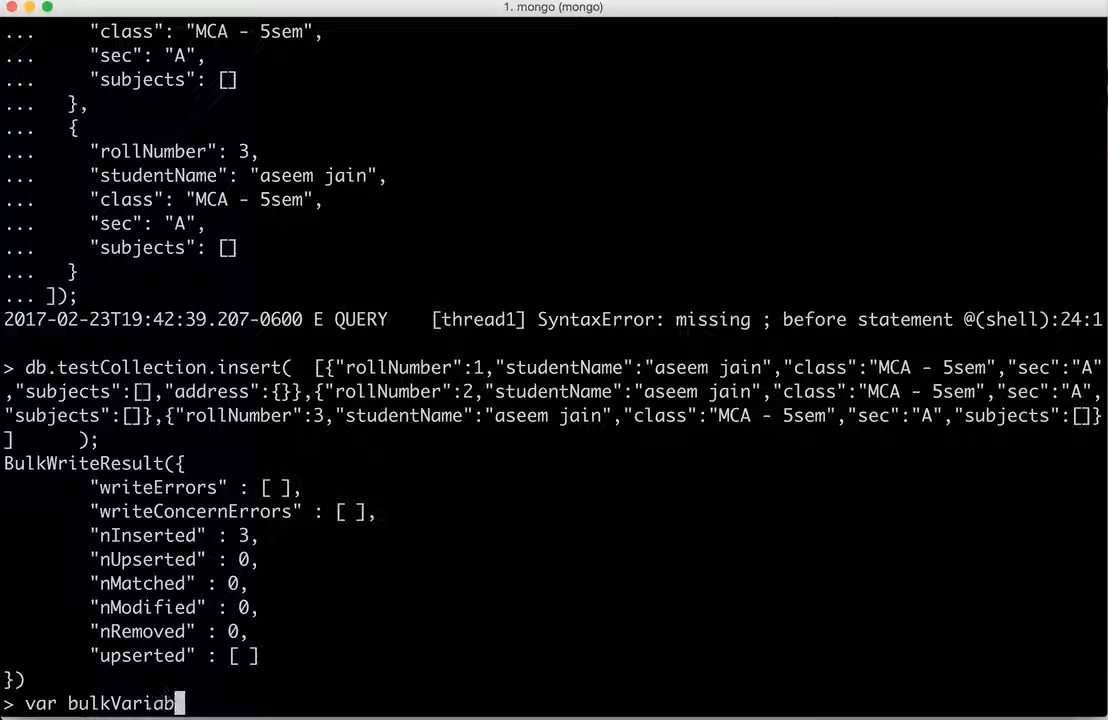 1. mongo (mongo)
...      "class": "MCA - 5sem",
...      "sec": "A",
...      "subjects": []
...    },
...    {
...      "rollNumber": 3,
...      "studentName": "aseem jain",
...      "class": "MCA - 5sem",
...      "sec": "A",
...      "subjects": []
...    }
... ]);
2017-02-23T19:42:39.207-0600 E QUERY    [thread1] SyntaxError: missing ; before statement @(shell):24:1
> db.testCollection.insert(  [{"rollNumber":1,"studentName":"aseem jain","class":"MCA - 5sem","sec":"A"
,"subjects":[],"address":{}},{"rollNumber":2,"studentName":"aseem jain","class":"MCA - 5sem","sec":"A",
"subjects":[]},{"rollNumber":3,"studentName":"aseem jain","class":"MCA - 5sem","sec":"A","subjects":[]}
]      );
BulkWriteResult({
        "writeErrors" : [ ],
        "writeConcernErrors" : [ ],
        "nInserted" : 3,
        "nUpserted" : 0,
        "nMatched" : 0,
        "nModified" : 0,
        "nRemoved" : 0,
        "upserted" : [ ]
})
> var bulkVariab